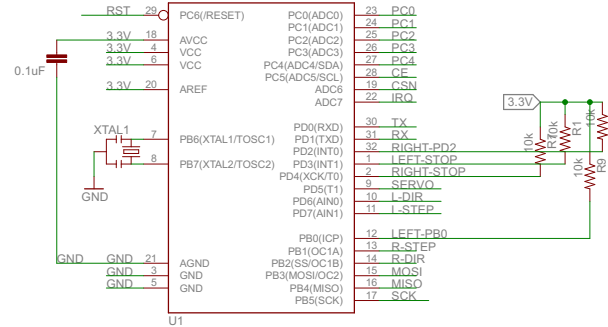 RST 29 PC6(/RESET) PC0(ADC0) 23 PC0
PC1(ADC1) 24 PC1
3.3V 18 AVCC PC2(ADC2) 25 PC2
3.3V 4 VCC PC3(ADC3) 26 PC3
3.3V 6 VCC PC4(ADC4/SDA) 27 PC4
0.1uF PC5(ADC5/SCL) 28 CE
3.3V 20 AREF ADC6 19 CSN
ADC7 22 IRQ
3.3V
10k 10k R1
XTAL1 PD0(RXD) 30 TX
7 PB6(XTAL1/TOSC1) PD1(TXD) 31 RX
PD2(INT0) 32 RIGHT-PD2 10k
8 PB7(XTAL2/TOSC2) PD3(INT1) 1 LEFT-STOP
PD4(XCK/T0) 2 RIGHT-STOP 10k R9
GND PD5(T1) 9 SERVO
PD6(AIN0) 10 L-DIR
PD7(AIN1) 11 L-STEP
PB0(ICP) 12 LEFT-PB0
PB1(OC1A) 13 R-STEP
GND GND 21 AGND PB2(SS/OC1B) 14 R-DIR
GND 3 GND PB3(MOSI/OC2) 15 MOSI
GND 5 GND PB4(MISO) 16 MISO
PB5(SCK) 17 SCK
U1